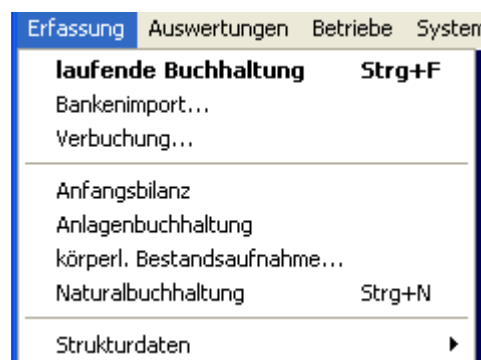 Erfassung Auswertungen Betriebe System
laufende Buchhaltung Strg+F
Bankenimport...
Verbuchung...
Anfangsbilanz
Anlagenbuchhaltung
körperl. Bestandsaufnahme...
Naturalbuchhaltung Strg+N
Strukturdaten